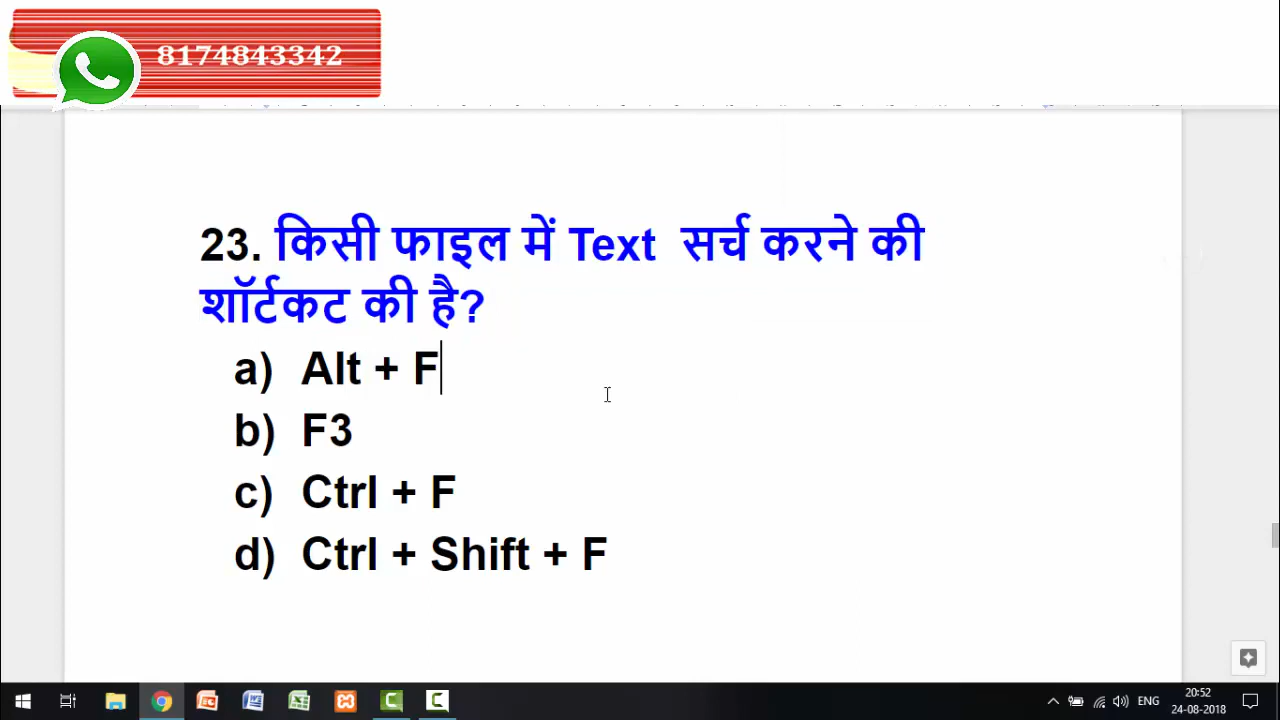 8174843342
23. किसी फाइल में Text सर्च करने की
शॉर्टकट की है?
a) Alt + F
b) F3
c) Ctrl + F
d) Ctrl + Shift + F
ENG
20:52
24-08-2018